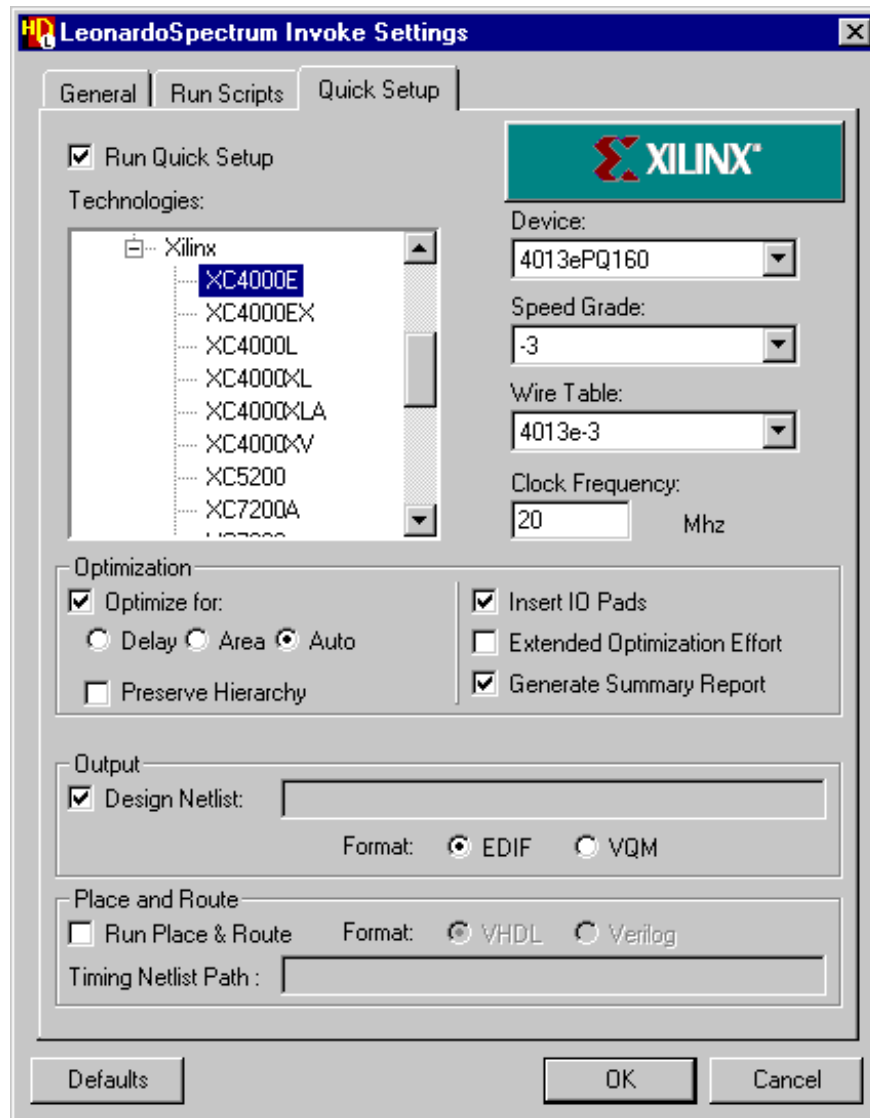 HD L LeonardoSpectrum Invoke Settings
General Run Scripts Quick Setup
Run Quick Setup
XILINX
Technologies:
Xilinx
XC4000E
XC4000EX
XC4000L
XC4000XL
XC4000XLA
XC4000XV
XC5200
XC7200A
Device:
4013ePQ160
Speed Grade:
-3
Wire Table:
4013e-3
Clock Frequency:
20 Mhz
Optimization
Optimize for:
Delay Area Auto
Preserve Hierarchy
Insert IO Pads
Extended Optimization Effort
Generate Summary Report
Output
Design Netlist:
Format: EDIF VQM
Place and Route
Run Place & Route Format: VHDL Verilog
Timing Netlist Path :
Defaults OK Cancel